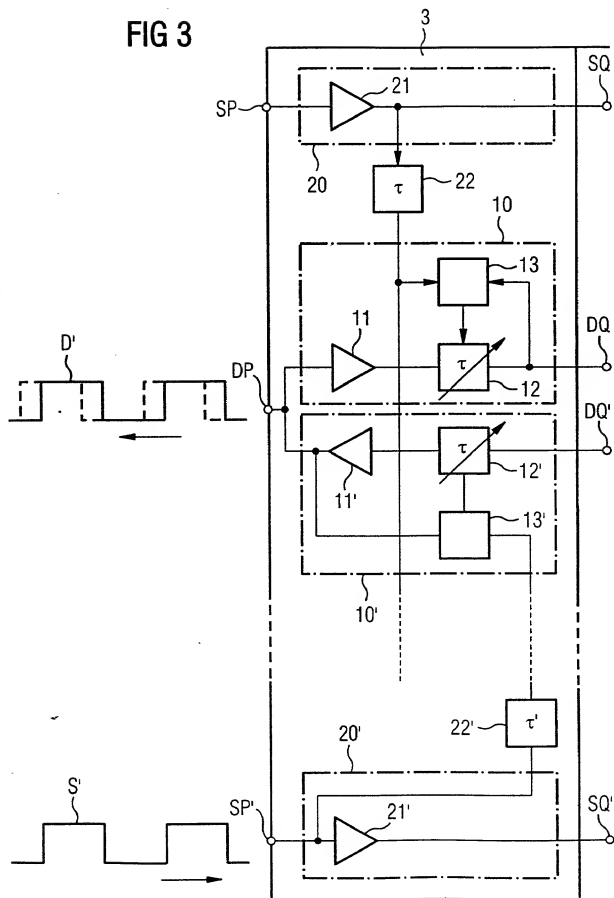 FIG 3
3
SP
21
SQ
20
τ
22
10
13
D'
DP
11
τ
12
DQ
DQ'
11'
τ
12'
13'
10'
22'
τ'
20'
S'
SP'
21'
SQ'